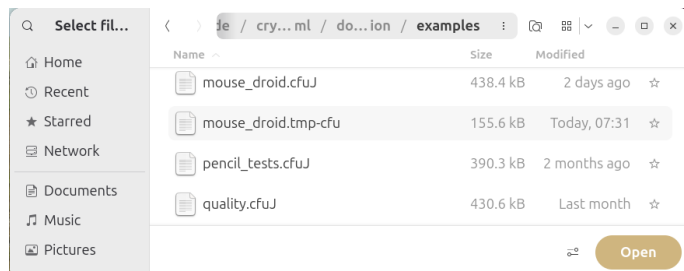 Select fil...
de / cry...ml / do...ion / examples
Home
Recent
Starred
Network
Documents
Music
Pictures
Name Size Modified
mouse_droid.cfuJ 438.4 kB 2 days ago
mouse_droid.tmp-cfu 155.6 kB Today, 07:31
pencil_tests.cfuJ 390.3 kB 2 months ago
quality.cfuJ 430.6 kB Last month
Open